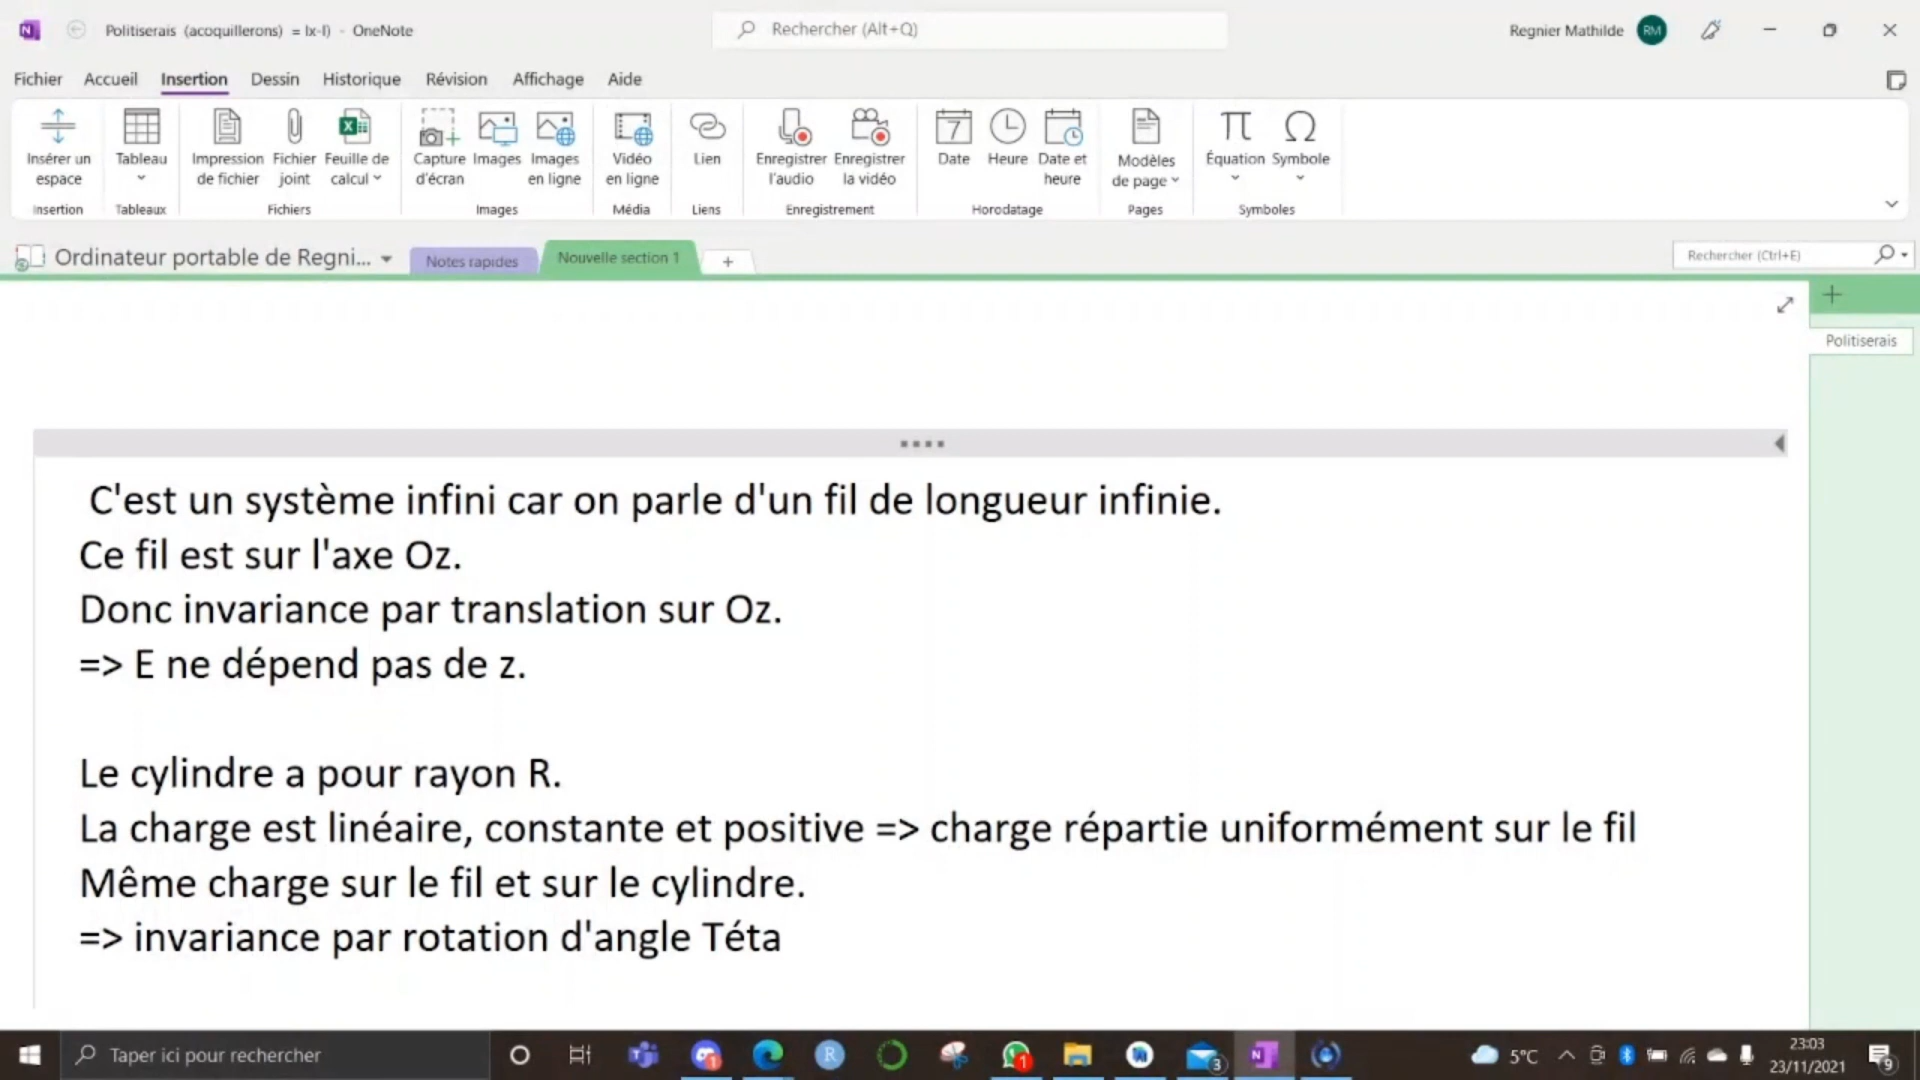 Politiserais (acoquillerons) = lx-l) - OneNote
Rechercher (Alt+Q)
Regnier Mathilde
RM
Fichier Accueil Insertion Dessin Historique Révision Affichage Aide
Insérer un espace
Tableau
Impression de fichier
Fichier joint
Feuille de calcul
Capture d'écran
Images
Images en ligne
Vidéo en ligne
Lien
Enregistrer l'audio
Enregistrer la vidéo
Date
Heure
Date et heure
Modèles de page
Équation
Symbole
Insertion
Tableaux
Fichiers
Images
Média
Liens
Enregistrement
Horodatage
Pages
Symboles
Ordinateur portable de Regni...
Notes rapides
Nouvelle section 1
Rechercher (Ctrl+E)
Politiserais
C'est un système infini car on parle d'un fil de longueur infinie.
Ce fil est sur l'axe Oz.
Donc invariance par translation sur Oz.
=> E ne dépend pas de z.
Le cylindre a pour rayon R.
La charge est linéaire, constante et positive => charge répartie uniformément sur le fil
Même charge sur le fil et sur le cylindre.
=> invariance par rotation d'angle Téta
Taper ici pour rechercher
5°C
23:03
23/11/2021